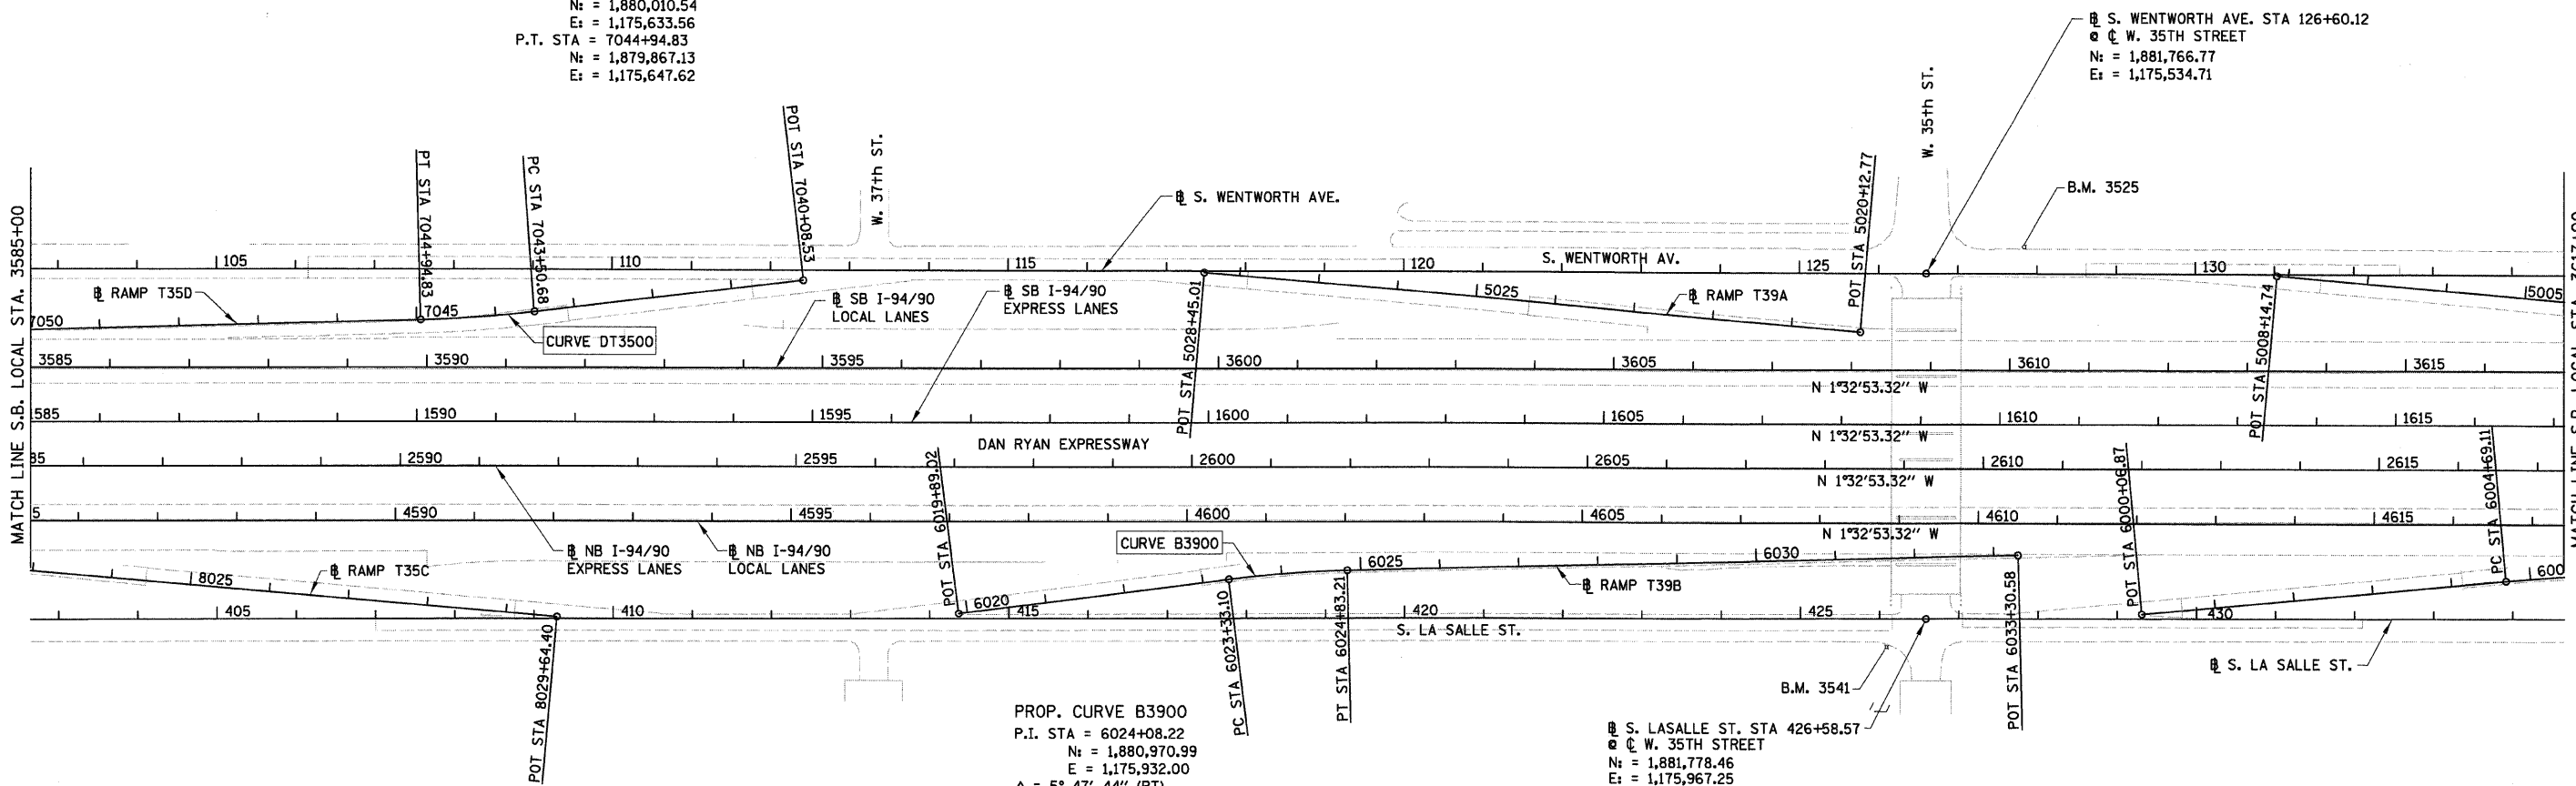 N: = 1,880,010.54
E: = 1,175,633.56
P.T. STA = 7044+94.83
N: = 1,879,867.13
E: = 1,175,647.62
℄ S. WENTWORTH AVE. STA 126+60.12
@ ℄ W. 35TH STREET
N: = 1,881,766.77
E: = 1,175,534.71
MATCH LINE S.B. LOCAL STA. 3585+00
PT STA 7044+94.83
PC STA 7043+50.68
POT STA 7040+08.53
W. 37th ST.
℄ S. WENTWORTH AVE.
POT STA 5020+12.77
W. 35th ST.
B.M. 3525
105 110 115 120 125 130
S. WENTWORTH AV.
℄ RAMP T35D
7050 7045
CURVE DT3500
℄ SB I-94/90
LOCAL LANES
℄ SB I-94/90
EXPRESS LANES
POT STA 5028+45.01
5025
℄ RAMP T39A
POT STA 5008+14.74
5005
3585 3590 3595 3600 3605 3610 3615
N 1°32'53.32" W
1585 1590 1595 1600 1605 1610 1615
DAN RYAN EXPRESSWAY
N 1°32'53.32" W
85 2590 2595 2600 2605 2610 2615
N 1°32'53.32" W
5 4590 4595 4600 4605 4610 4615
N 1°32'53.32" W
℄ NB I-94/90
EXPRESS LANES
℄ NB I-94/90
LOCAL LANES
POT STA 6019+89.02
CURVE B3900
POT STA 6000+06.87
PC STA 6004+69.11
8025
℄ RAMP T35C
6020 6025 6030
℄ RAMP T39B
600
405 410 415 420 425 430
S. LA SALLE ST.
POT STA 8029+64.40
PC STA 6023+33.10
PT STA 6024+83.21
POT STA 6033+30.58
B.M. 3541
℄ S. LA SALLE ST.
PROP. CURVE B3900
P.I. STA = 6024+08.22
N: = 1,880,970.99
E = 1,175,932.00
Δ = 5° 47' 44" (RT)
℄ S. LASALLE ST. STA 426+58.57
@ ℄ W. 35TH STREET
N: = 1,881,778.46
E: = 1,175,967.25